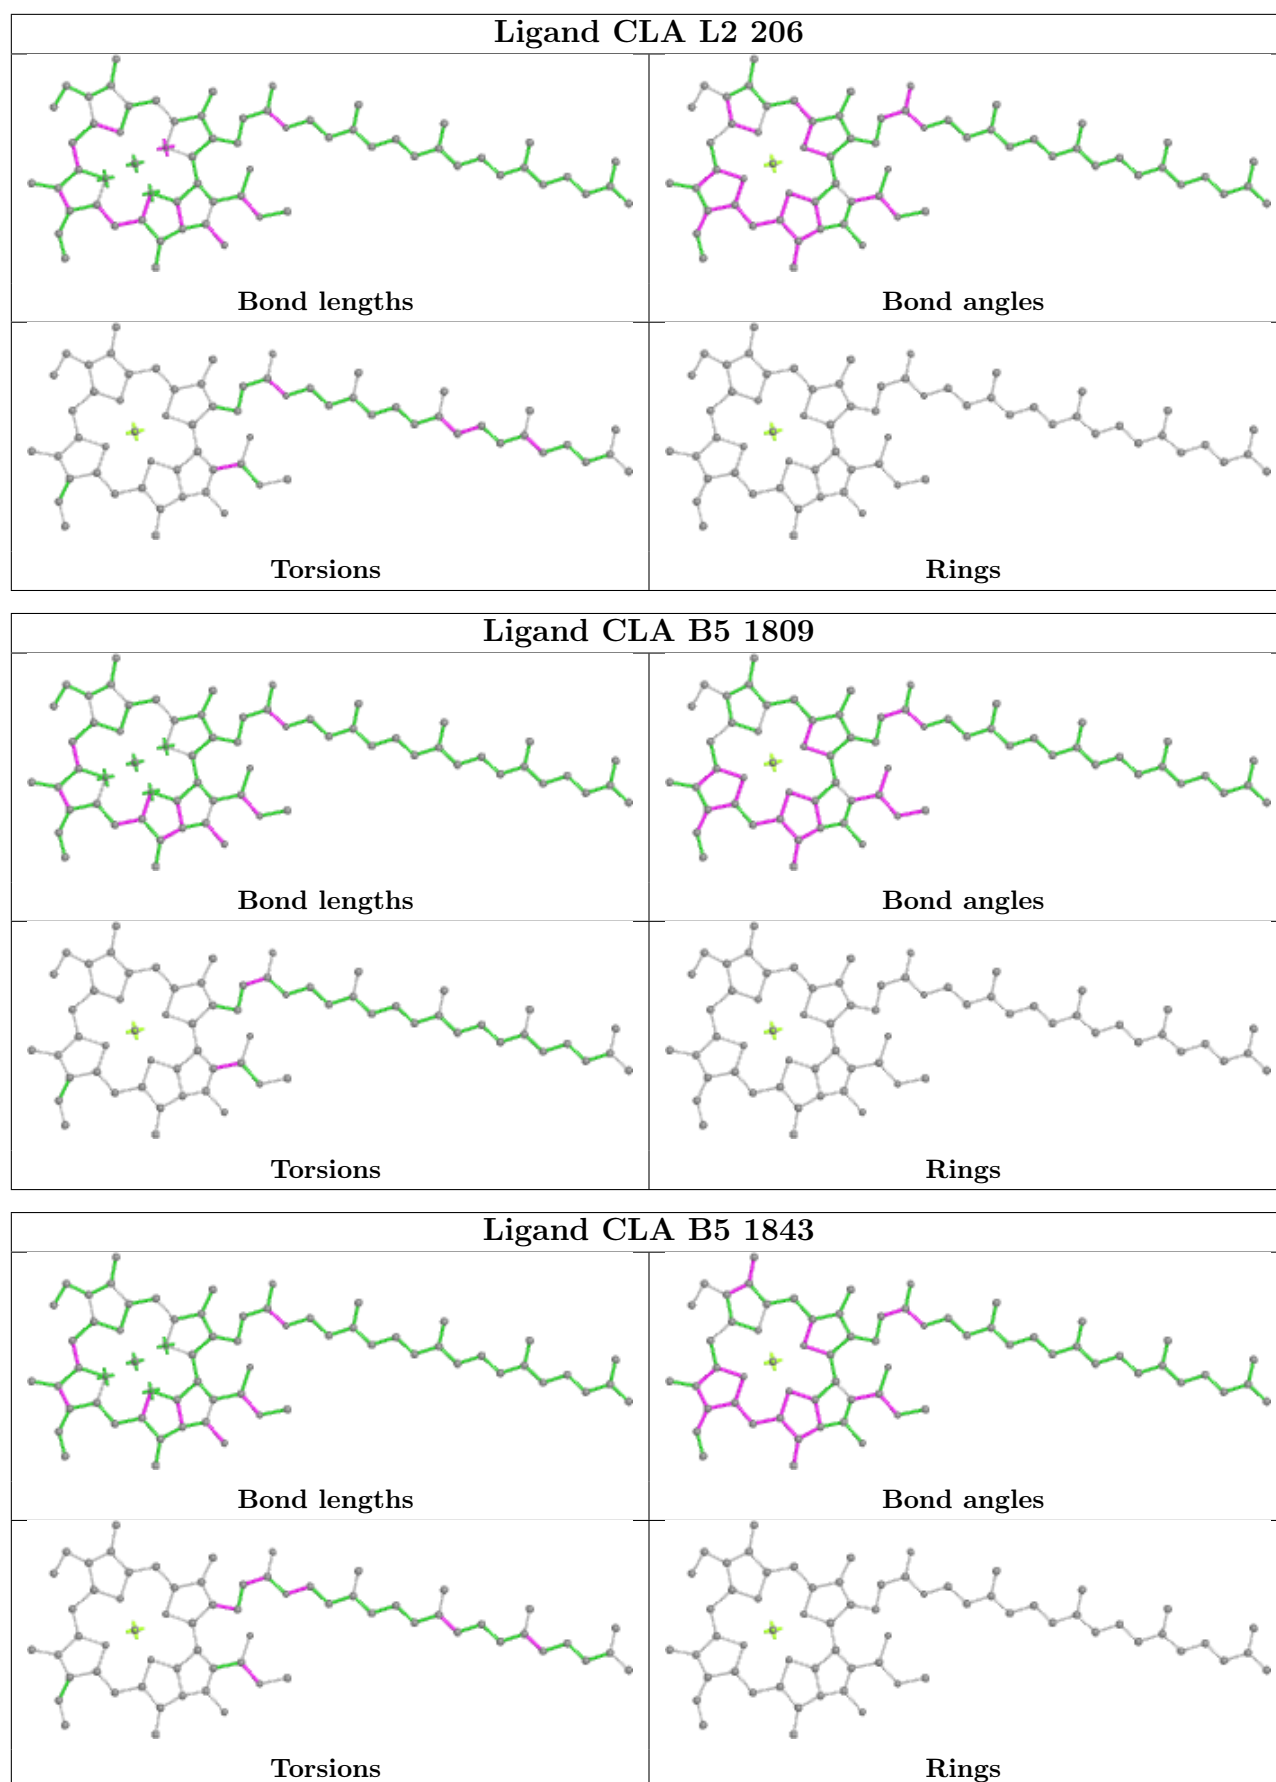 Ligand CLA L2 206
Bond lengths
Bond angles
Torsions
Rings
Ligand CLA B5 1809
Bond lengths
Bond angles
Torsions
Rings
Ligand CLA B5 1843
Bond lengths
Bond angles
Torsions
Rings